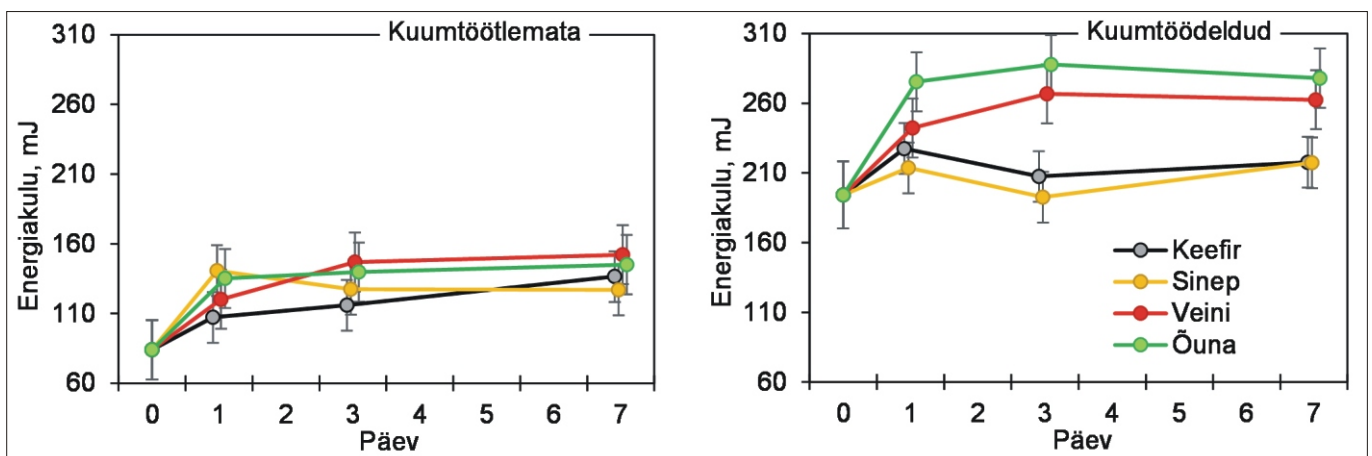 Kuumtöötlemata
Energiakulu, mJ
310
260
210
160
110
60
0 1 2 3 4 5 6 7
Päev
Kuumtöödeldud
Energiakulu, mJ
310
260
210
160
110
60
0 1 2 3 4 5 6 7
Päev
Keefir
Sinep
Veini
Õuna